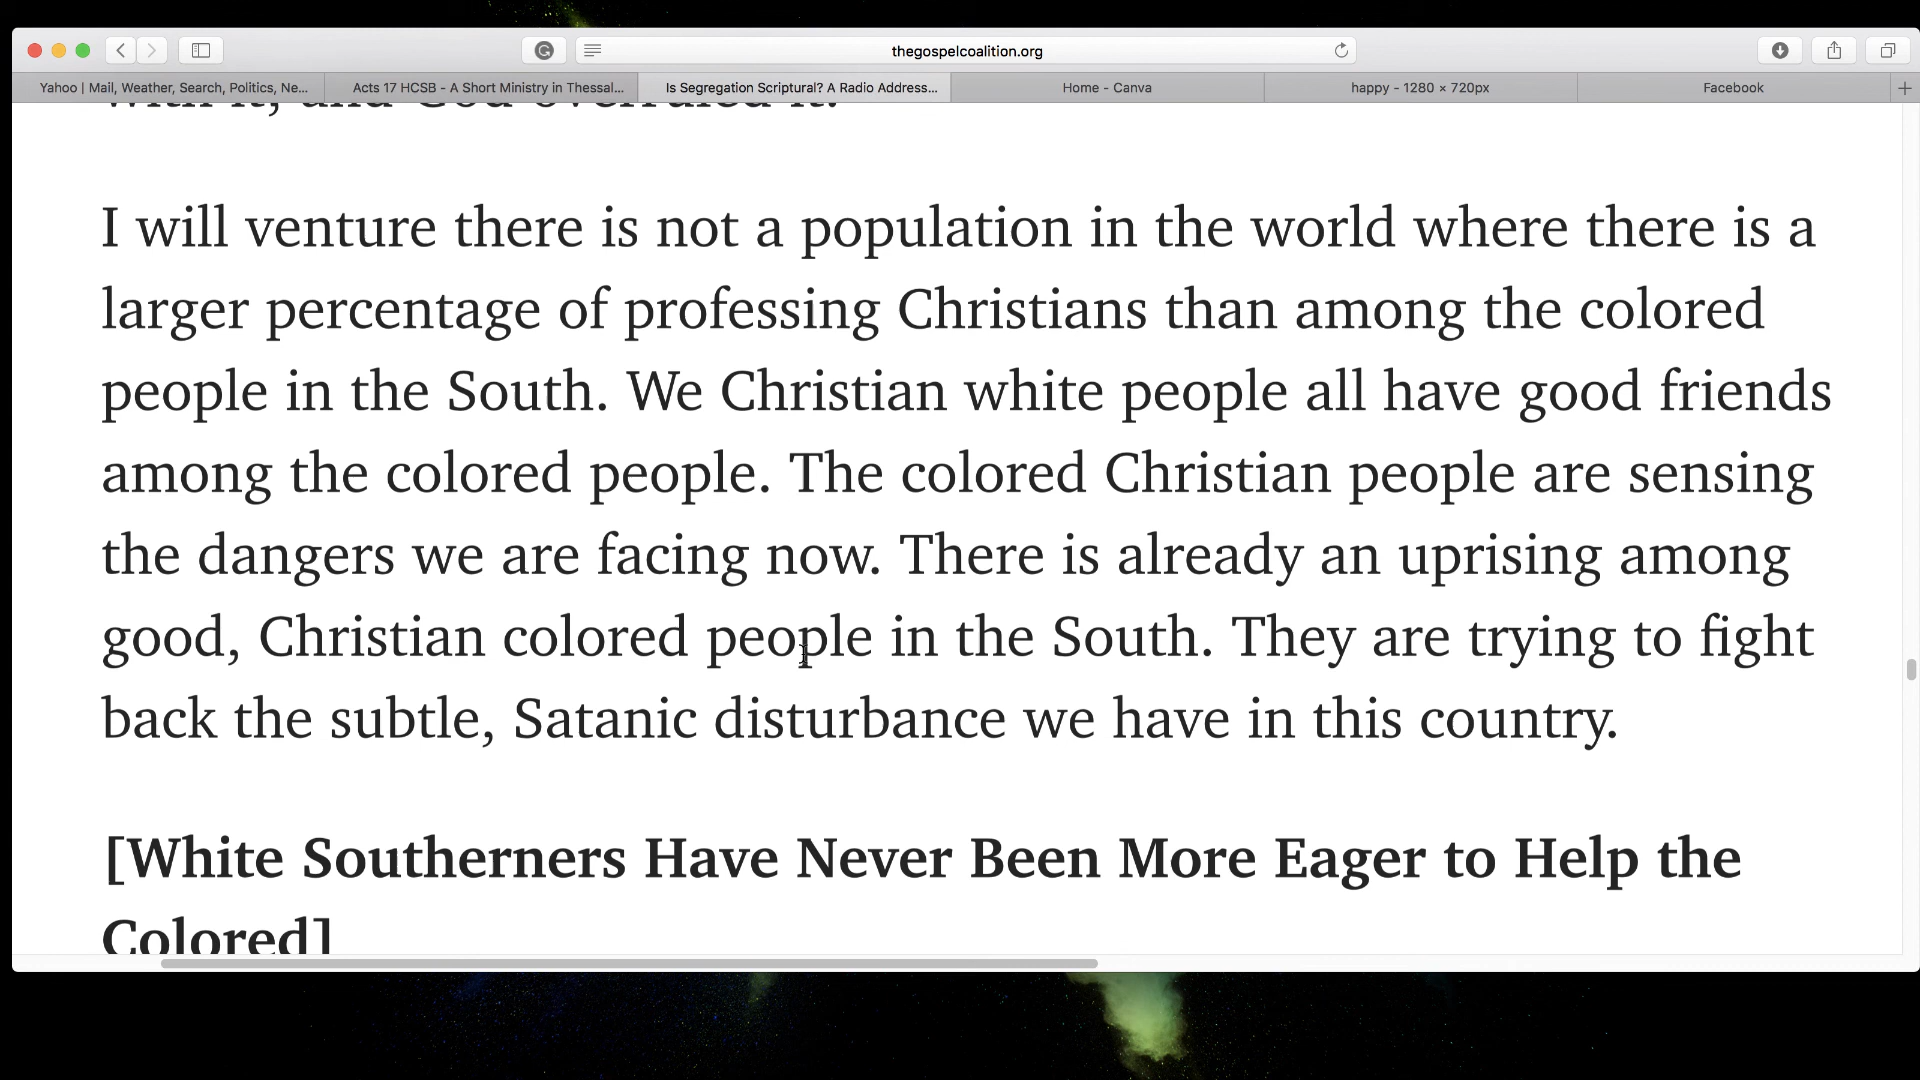 thegospelcoalition.org
Yahoo | Mail, Weather, Search, Politics, Ne...
Acts 17 HCSB - A Short Ministry in Thessal...
Is Segregation Scriptural? A Radio Address...
Home - Canva
happy - 1280 × 720px
Facebook
with it, and God overruled it.
I will venture there is not a population in the world where there is a
larger percentage of professing Christians than among the colored
people in the South. We Christian white people all have good friends
among the colored people. The colored Christian people are sensing
the dangers we are facing now. There is already an uprising among
good, Christian colored people in the South. They are trying to fight
back the subtle, Satanic disturbance we have in this country.
[White Southerners Have Never Been More Eager to Help the
Colored]